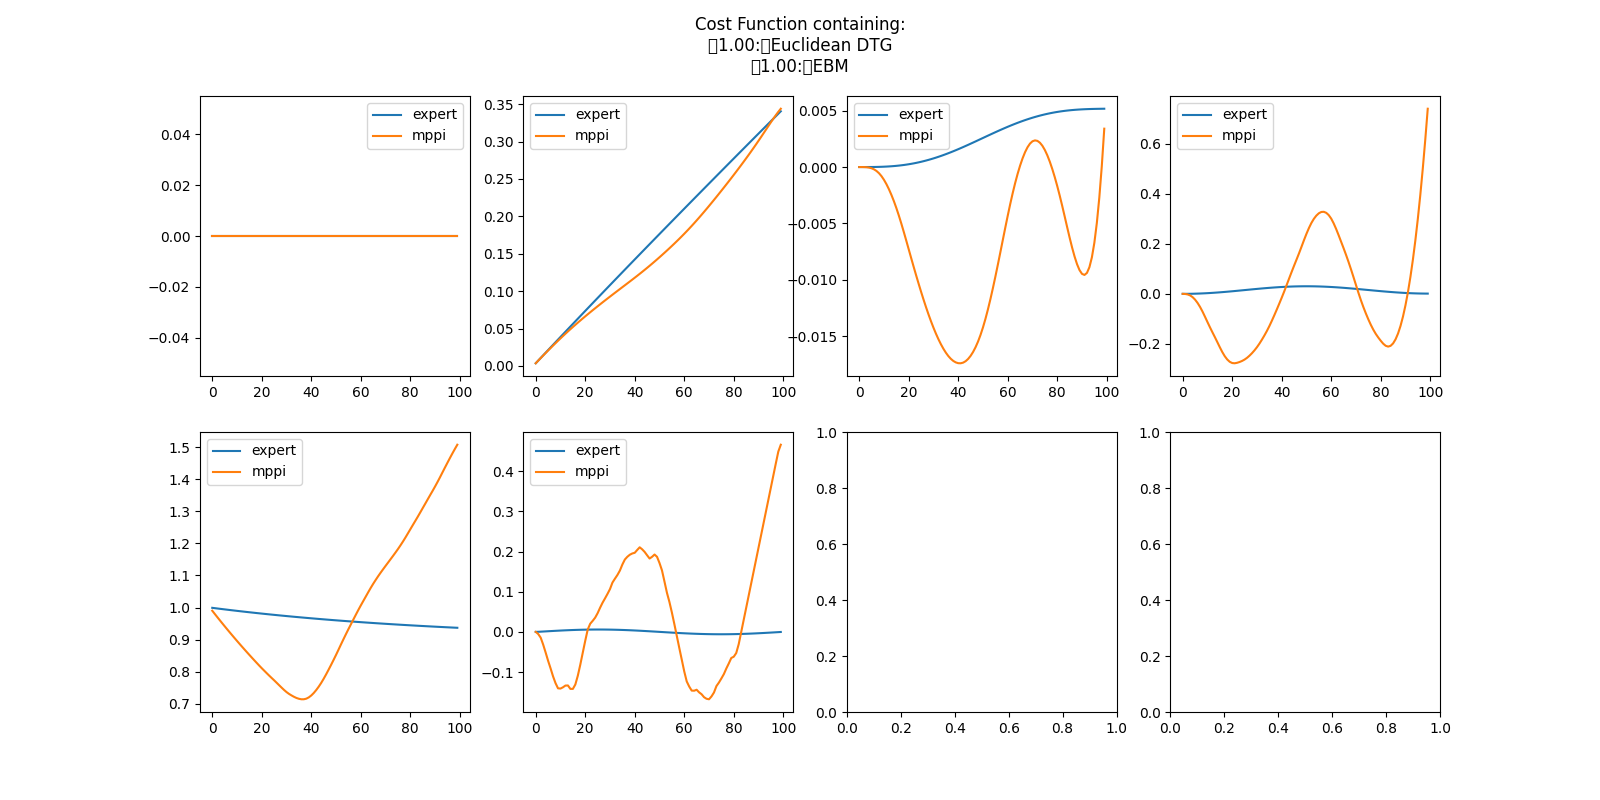 Cost Function containing:
1.00: Euclidean DTG
1.00: EBM
expert
mppi
0.04
0.02
0.00
−0.02
−0.04
0 20 40 60 80 100
expert
mppi
0.35
0.30
0.25
0.20
0.15
0.10
0.05
0.00
0 20 40 60 80 100
expert
mppi
0.005
0.000
−0.005
−0.010
−0.015
0 20 40 60 80 100
expert
mppi
0.6
0.4
0.2
0.0
−0.2
0 20 40 60 80 100
expert
mppi
1.5
1.4
1.3
1.2
1.1
1.0
0.9
0.8
0.7
0 20 40 60 80 100
expert
mppi
0.4
0.3
0.2
0.1
0.0
−0.1
0 20 40 60 80 100
1.0
0.8
0.6
0.4
0.2
0.0
0.0 0.2 0.4 0.6 0.8 1.0
1.0
0.8
0.6
0.4
0.2
0.0
0.0 0.2 0.4 0.6 0.8 1.0